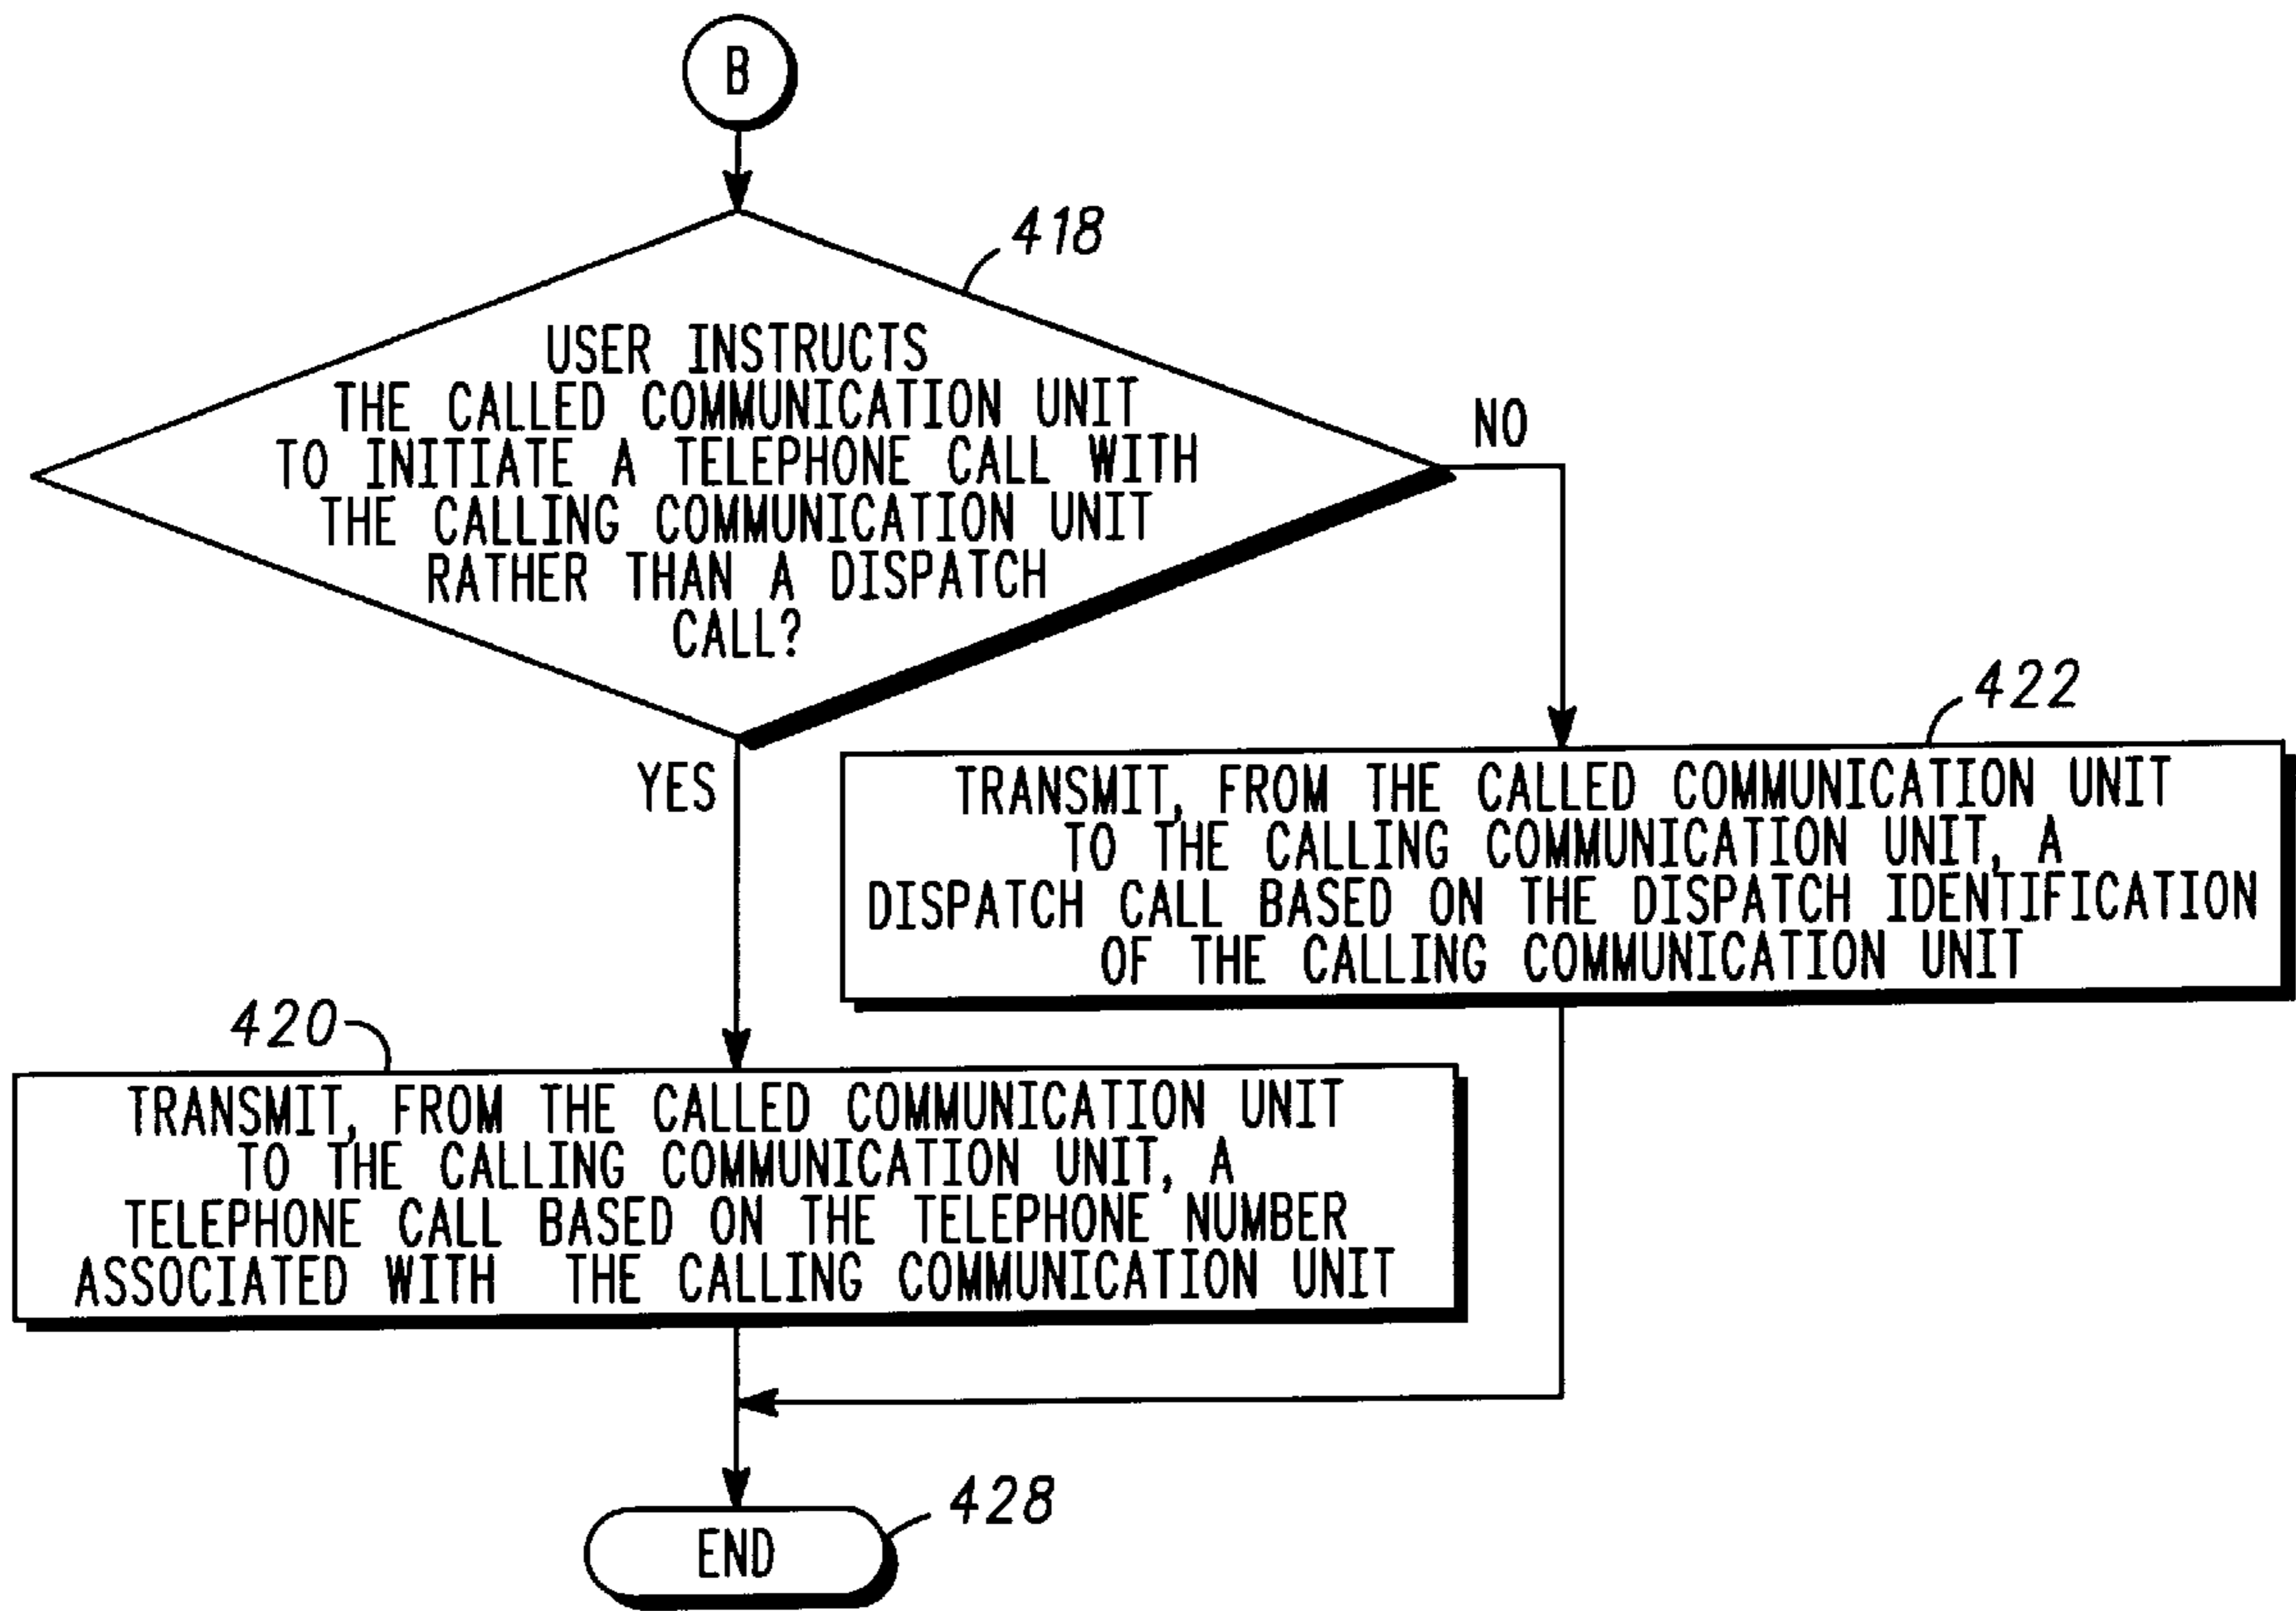 B
418
USER INSTRUCTS
THE CALLED COMMUNICATION UNIT
TO INITIATE A TELEPHONE CALL WITH
THE CALLING COMMUNICATION UNIT
RATHER THAN A DISPATCH
CALL?
NO
YES
422
TRANSMIT, FROM THE CALLED COMMUNICATION UNIT
TO THE CALLING COMMUNICATION UNIT, A
DISPATCH CALL BASED ON THE DISPATCH IDENTIFICATION
OF THE CALLING COMMUNICATION UNIT
420
TRANSMIT, FROM THE CALLED COMMUNICATION UNIT
TO THE CALLING COMMUNICATION UNIT, A
TELEPHONE CALL BASED ON THE TELEPHONE NUMBER
ASSOCIATED WITH THE CALLING COMMUNICATION UNIT
428
END